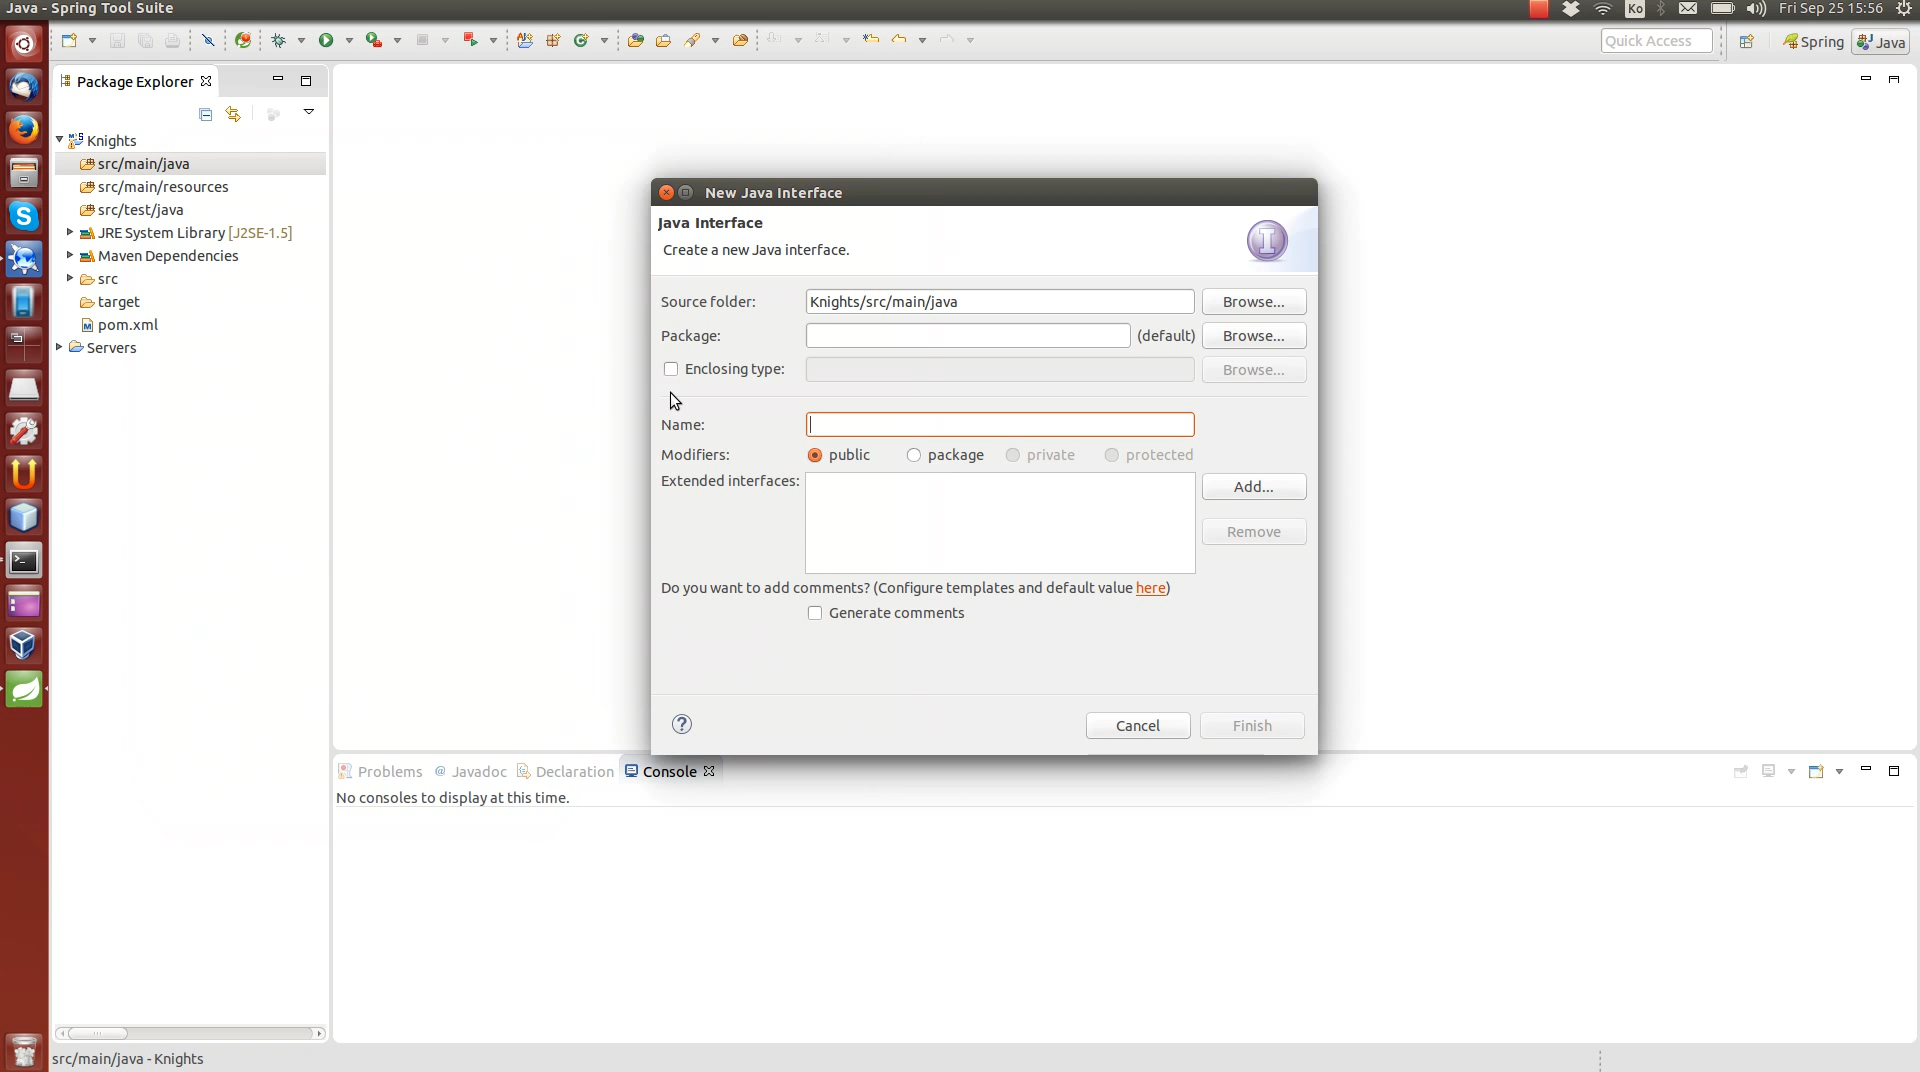 Java - Spring Tool Suite
Ko
Fri Sep 25 15:56
Quick Access
Spring
Java
Package Explorer
Knights
src/main/java
src/main/resources
src/test/java
JRE System Library [J2SE-1.5]
Maven Dependencies
src
target
pom.xml
Servers
New Java Interface
Java Interface
Create a new Java interface.
Source folder:
Knights/src/main/java
Browse...
Package:
(default)
Browse...
Enclosing type:
Browse...
Name:
Modifiers:
public
package
private
protected
Extended interfaces:
Add...
Remove
Do you want to add comments? (Configure templates and default value here)
Generate comments
Cancel
Finish
Problems
@ Javadoc
Declaration
Console
No consoles to display at this time.
src/main/java - Knights